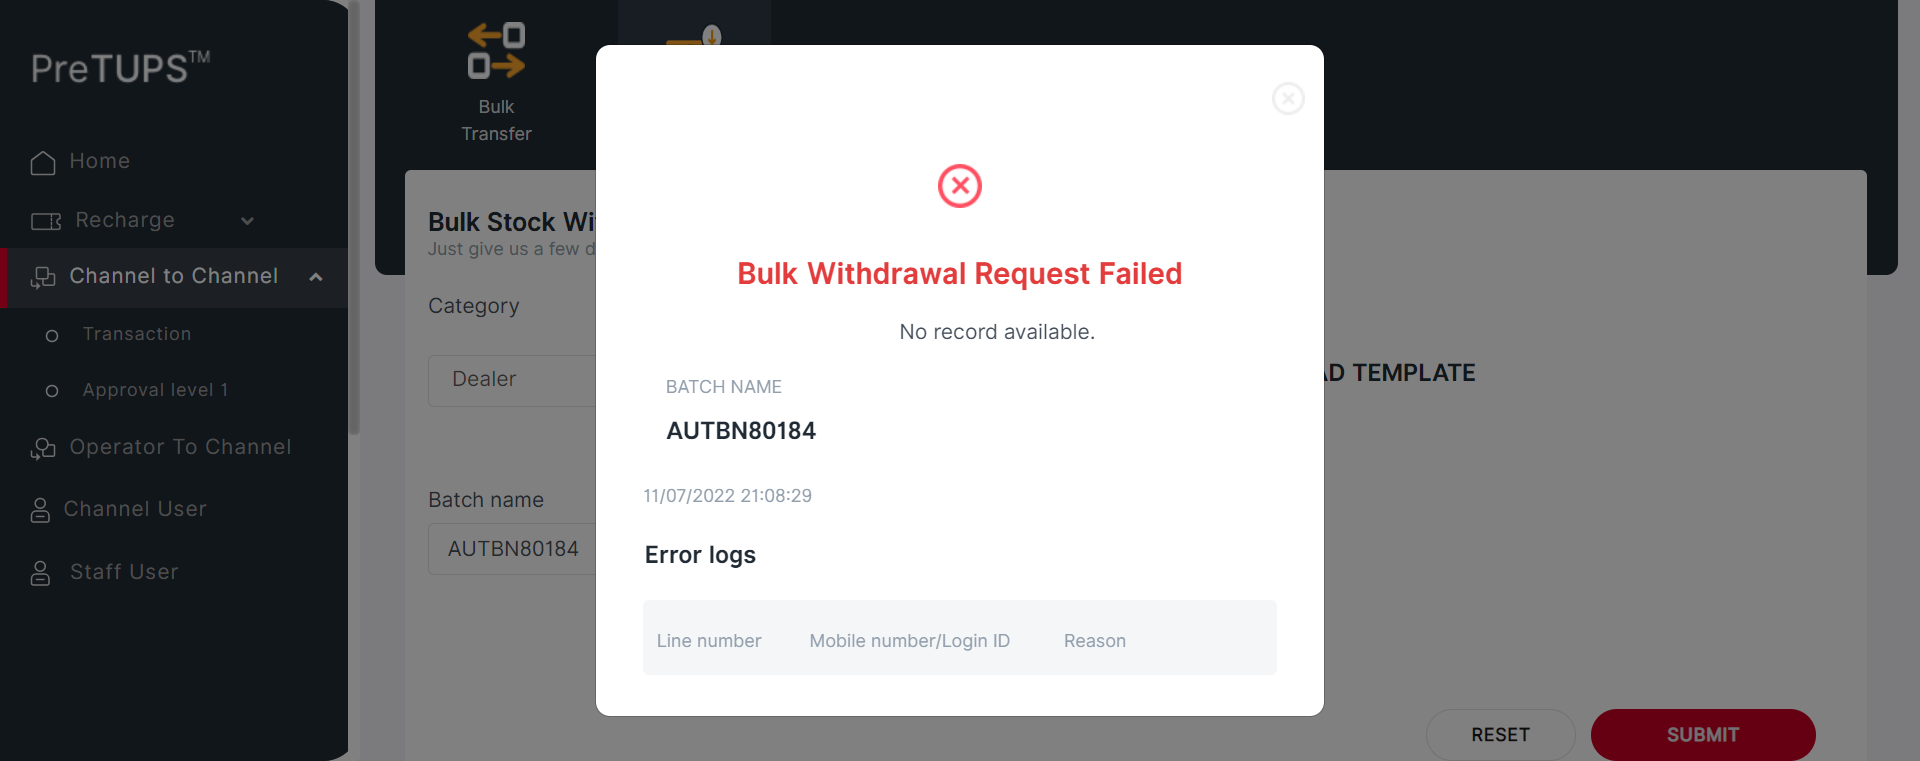 PreTUPS™
Home
Recharge
Channel to Channel
Transaction
Approval level 1
Operator To Channel
Channel User
Staff User
Bulk
Transfer
Bulk Stock Wi
Just give us a few d
Category
Dealer
Batch name
AUTBN80184
Bulk Withdrawal Request Failed
No record available.
BATCH NAME
AUTBN80184
11/07/2022 21:08:29
Error logs
Line number Mobile number/Login ID Reason
AD TEMPLATE
RESET SUBMIT